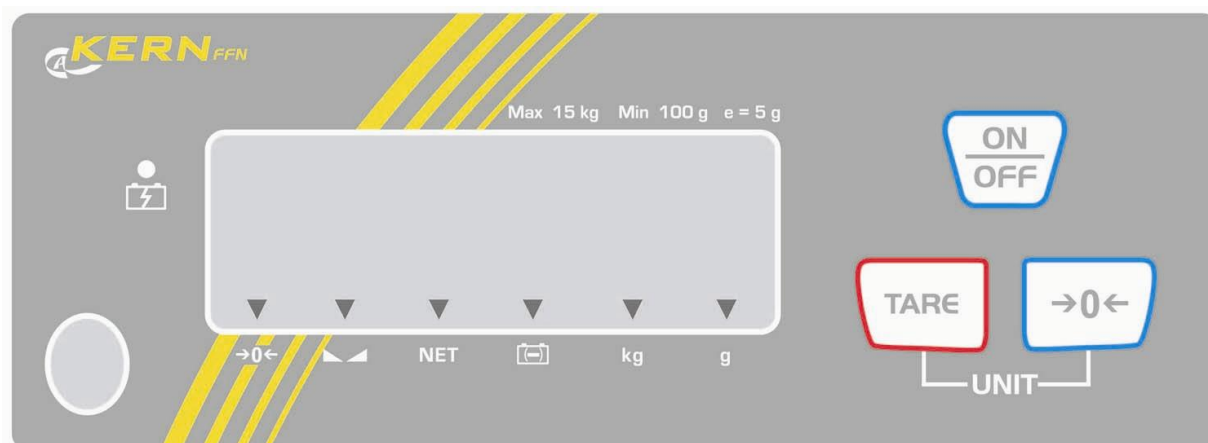 KERN FFN
Max 15 kg Min 100 g e = 5 g
ON
OFF
TARE →0←
→0← NET kg g
UNIT